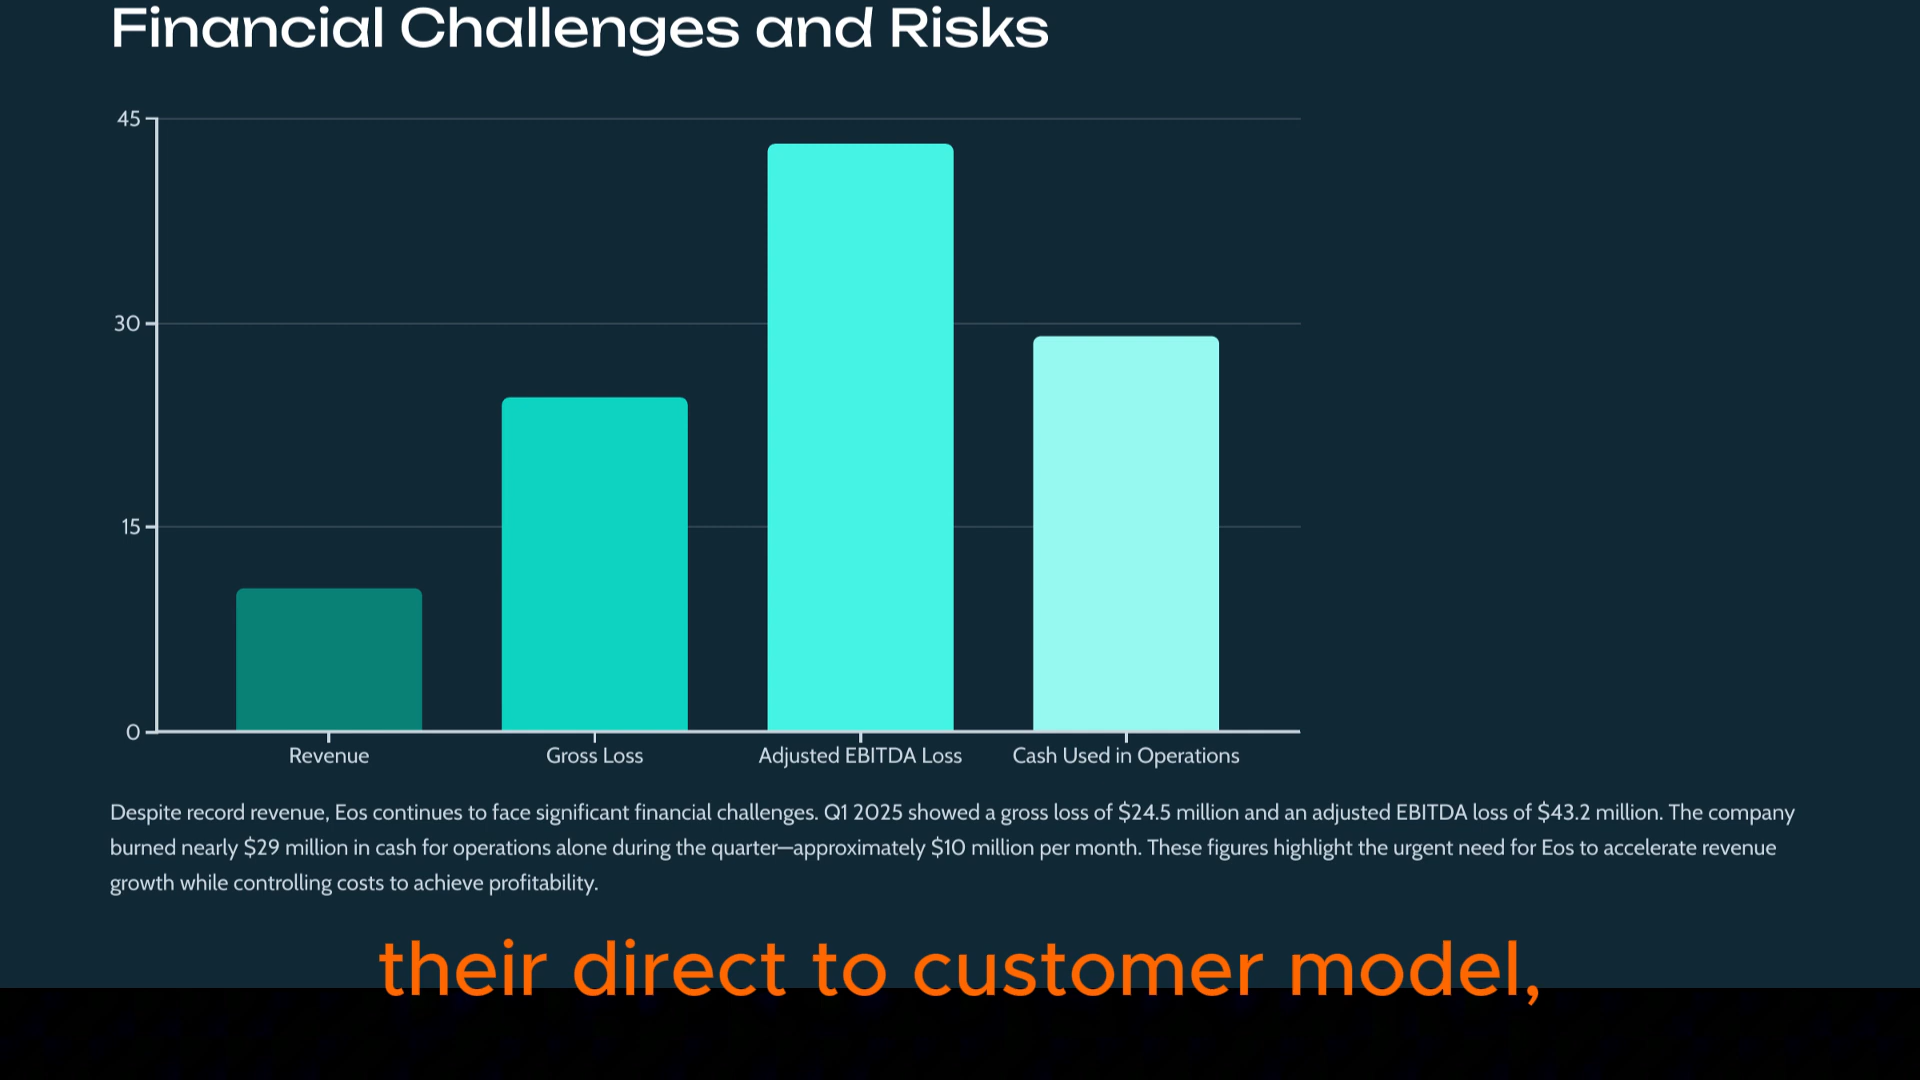 Financial Challenges and Risks
45
30
15
0
Revenue
Gross Loss
Adjusted EBITDA Loss
Cash Used in Operations
Despite record revenue, Eos continues to face significant financial challenges. Q1 2025 showed a gross loss of $24.5 million and an adjusted EBITDA loss of $43.2 million. The company
burned nearly $29 million in cash for operations alone during the quarter—approximately $10 million per month. These figures highlight the urgent need for Eos to accelerate revenue
growth while controlling costs to achieve profitability.
their direct to customer model,